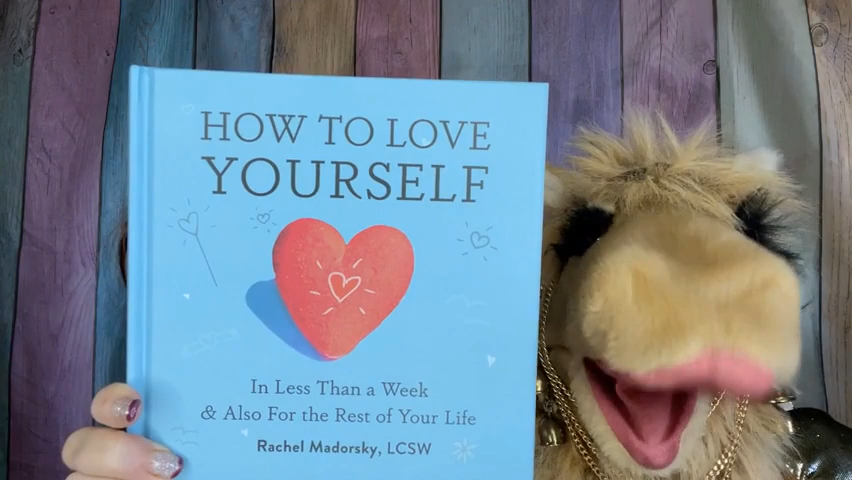 HOW TO LOVE
YOURSELF
In Less Than a Week
& Also For the Rest of Your Life
Rachel Madorsky, LCSW